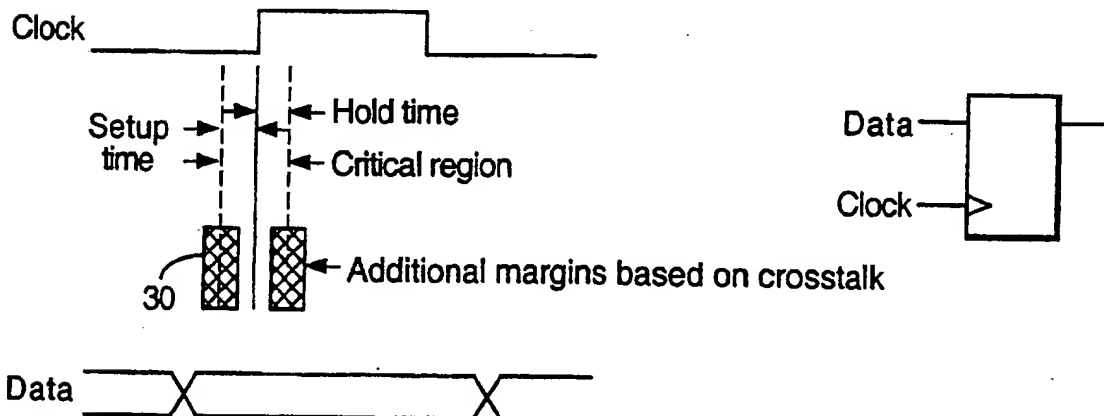 Clock
Hold time
Setup
time
Critical region
30
Additional margins based on crosstalk
Data
Data
Clock